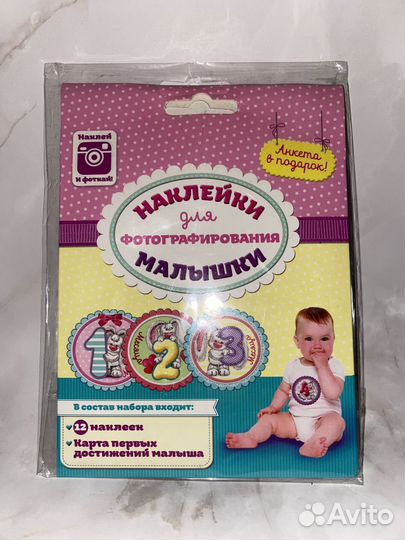 Наклей
и фоткай!
Анкета
в подарок!
НАКЛЕЙКИ
для
ФОТОГРАФИРОВАНИЯ
МАЛЫШКИ
1 2 3
месяц
4
В состав набора входит:
12 наклеек
Карта первых
достижений малыша
Avito